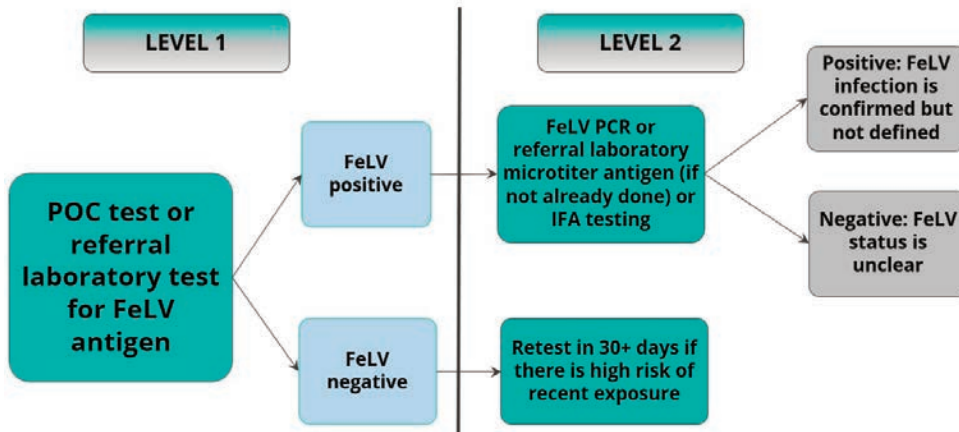 LEVEL 1
LEVEL 2
POC test or
referral
laboratory test
for FeLV
antigen
FeLV
positive
FeLV
negative
FeLV PCR or
referral laboratory
microtiter antigen (if
not already done) or
IFA testing
Retest in 30+ days if
there is high risk of
recent exposure
Positive: FeLV
infection is
confirmed but
not defined
Negative: FeLV
status is
unclear